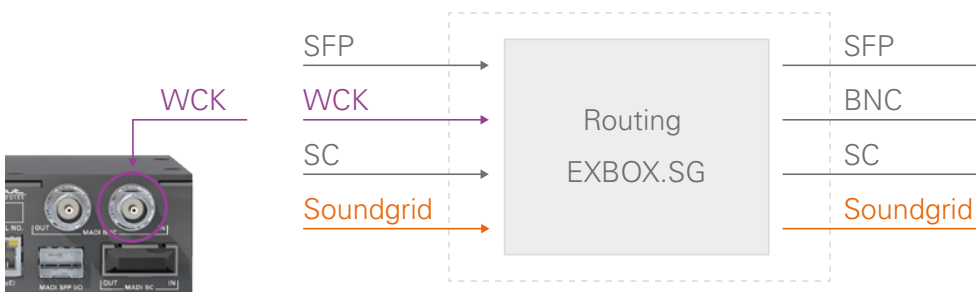 WCK
SFP
WCK
SC
Soundgrid
Routing
EXBOX.SG
SFP
BNC
SC
Soundgrid
NO.
OUT
MADI BNC
IN
MADI SFP I/O
OUT
MADI SC
IN